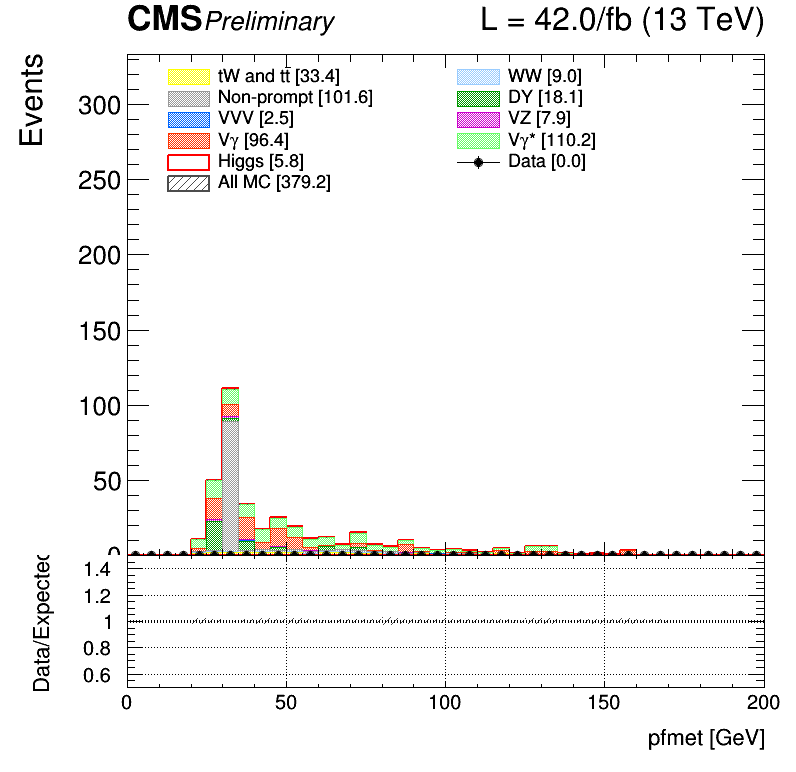 CMS Preliminary L = 42.0/fb (13 TeV)
Events
tW and tt̄ [33.4]
Non-prompt [101.6]
VVV [2.5]
Vγ [96.4]
Higgs [5.8]
All MC [379.2]
WW [9.0]
DY [18.1]
VZ [7.9]
Vγ* [110.2]
Data [0.0]
300
250
200
150
100
50
0
Data/Expected
1.4
1.2
1
0.8
0.6
0 50 100 150 200
pfmet [GeV]